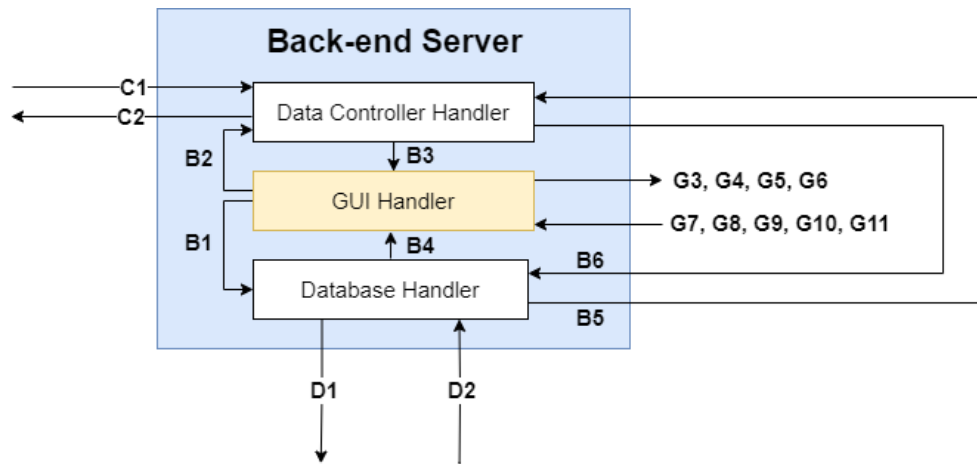 Back-end Server
C1
Data Controller Handler
C2
B2
B3
G3, G4, G5, G6
GUI Handler
G7, G8, G9, G10, G11
B1
B4
B6
Database Handler
B5
D1
D2